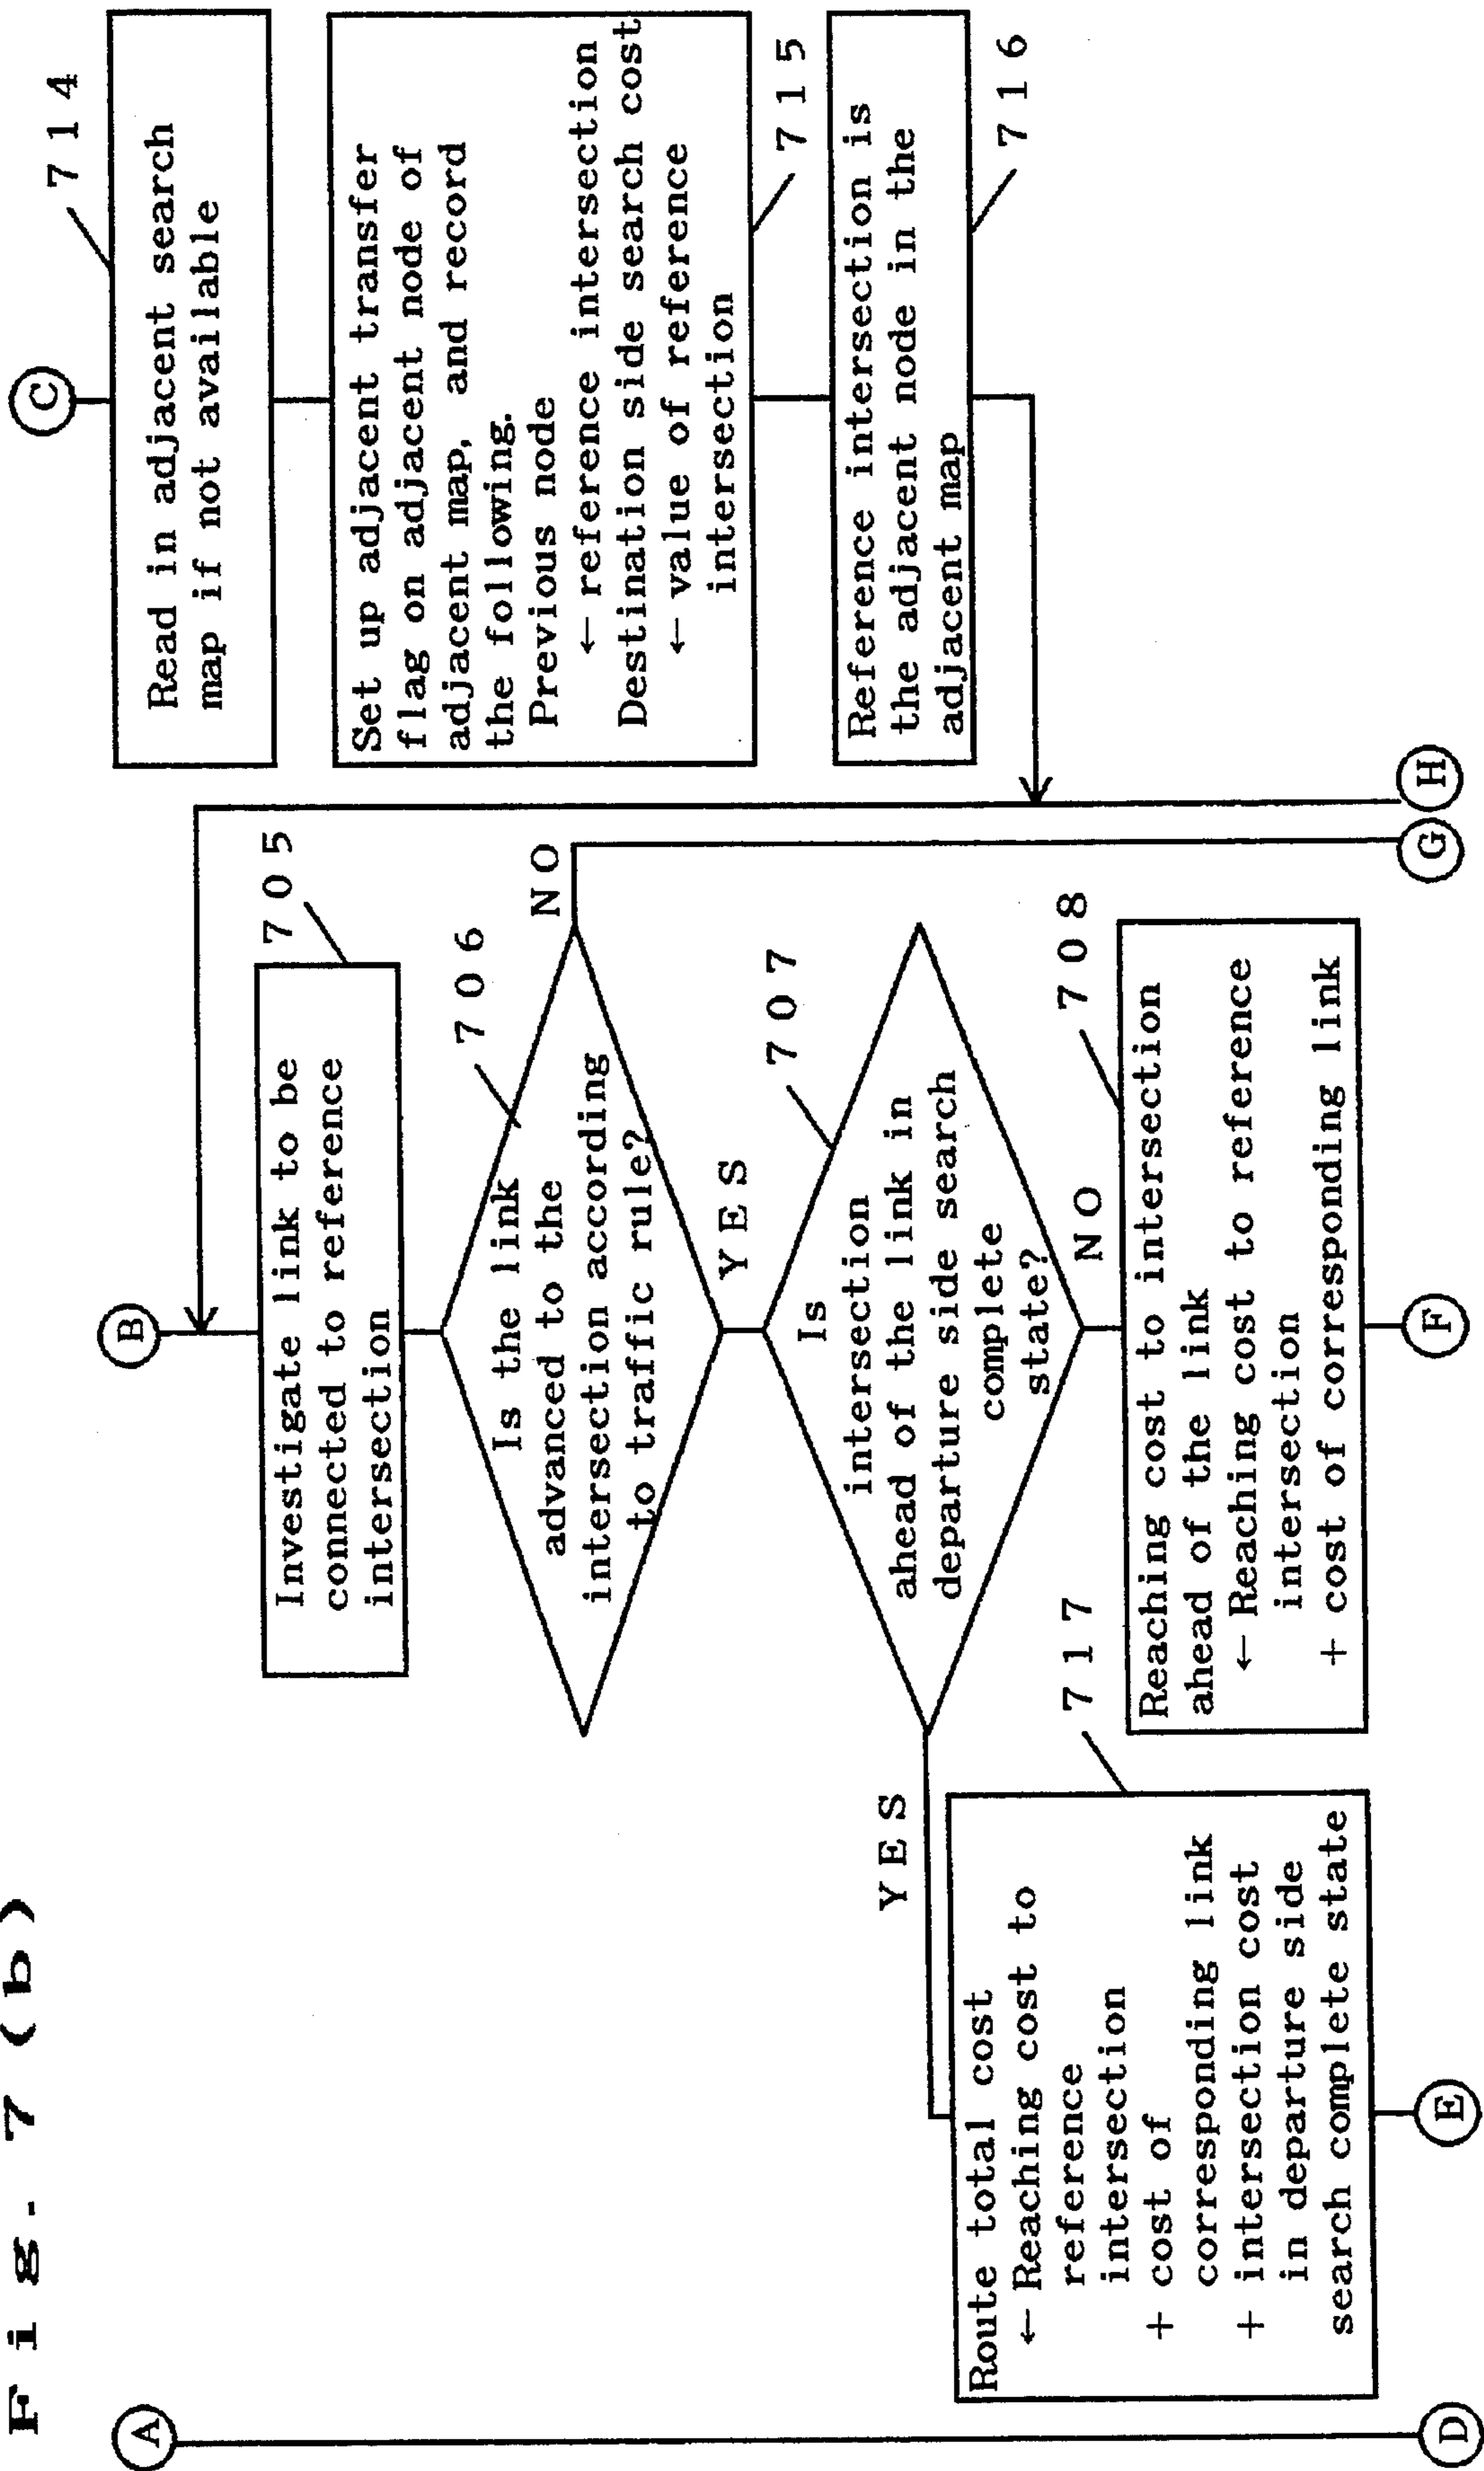 Fig. 7 (b)
A
D
B
Investigate link to be
connected to reference
intersection
705
Is the link
advanced to the
intersection according
to traffic rule?
706
NO
YES
Is
intersection
ahead of the link in
departure side search
complete
state?
707
YES
NO
Route total cost
← Reaching cost to
reference
intersection
+ cost of
corresponding link
+ intersection cost
in departure side
search complete state
717
E
Reaching cost to intersection
ahead of the link
← Reaching cost to reference
intersection
+ cost of corresponding link
708
F
G
H
C
Read in adjacent search
map if not available
714
Set up adjacent transfer
flag on adjacent node of
adjacent map, and record
the following.
Previous node
← reference intersection
Destination side search cost
← value of reference
intersection
715
Reference intersection is
the adjacent node in the
adjacent map
716